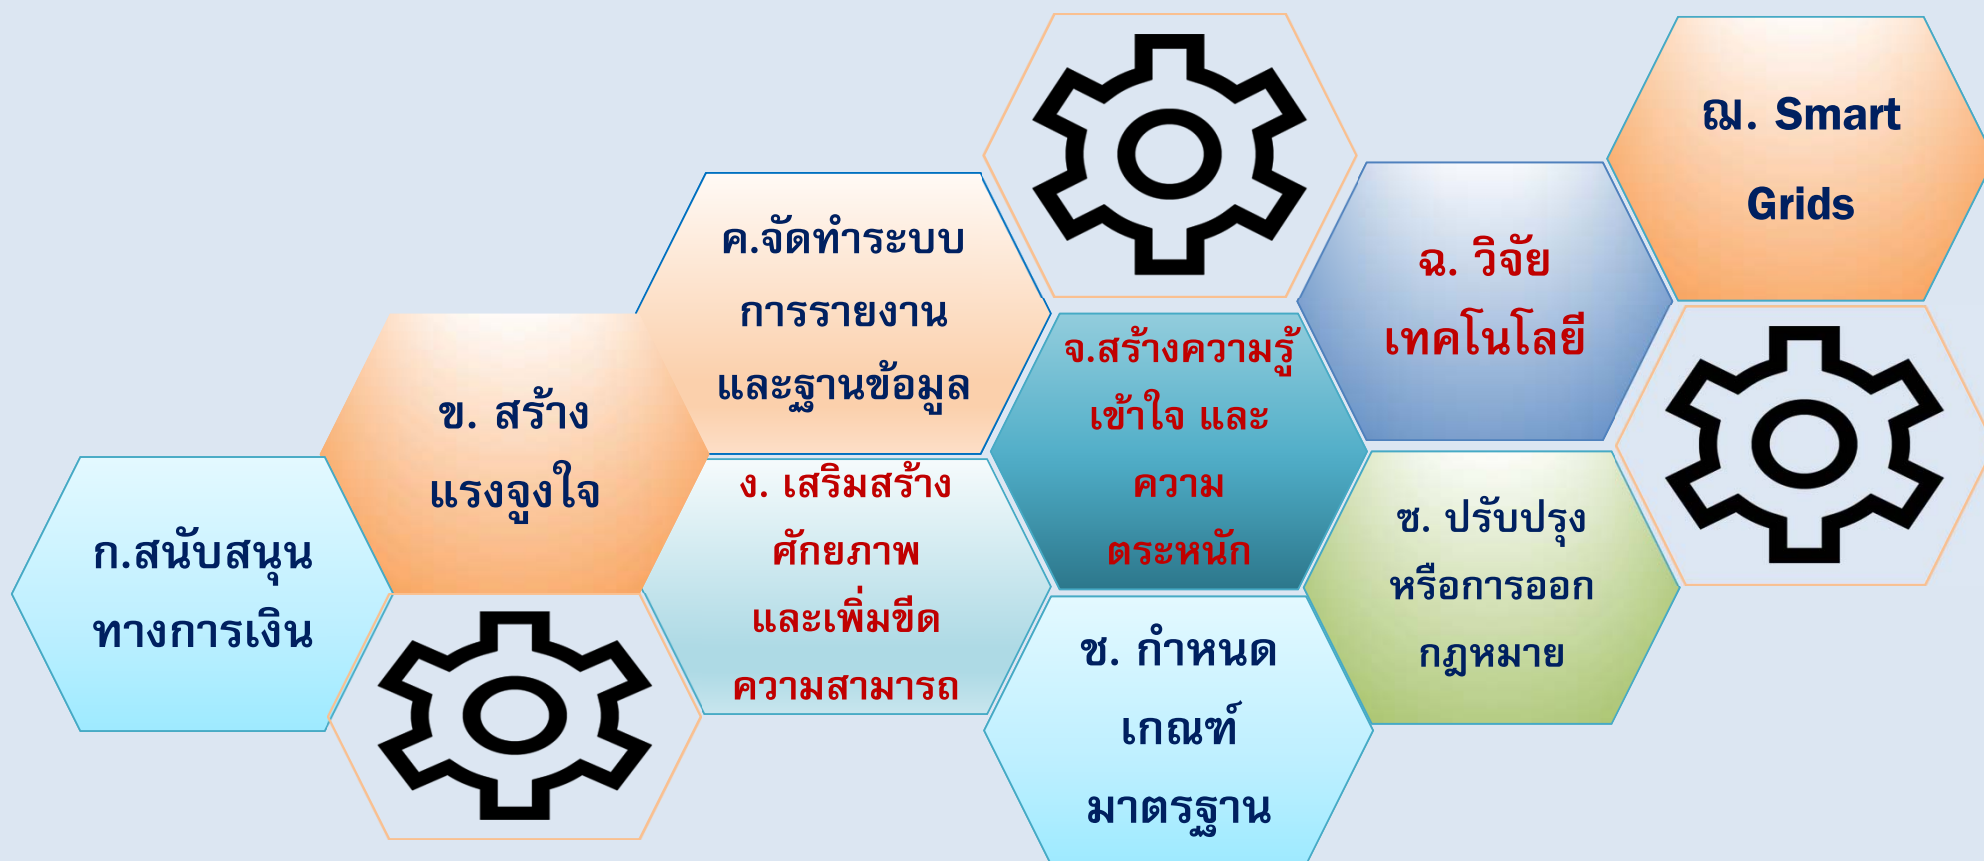 ก.สนับสนุน
ทางการเงิน
ข. สร้าง
แรงจูงใจ
ค.จัดทำระบบ
การรายงาน
และฐานข้อมูล
ง. เสริมสร้าง
ศักยภาพ
และเพิ่มขีด
ความสามารถ
จ.สร้างความรู้
เข้าใจ และ
ความ
ตระหนัก
ฉ. วิจัย
เทคโนโลยี
ช. กำหนด
เกณฑ์
มาตรฐาน
ซ. ปรับปรุง
หรือการออก
กฎหมาย
ฌ. Smart
Grids